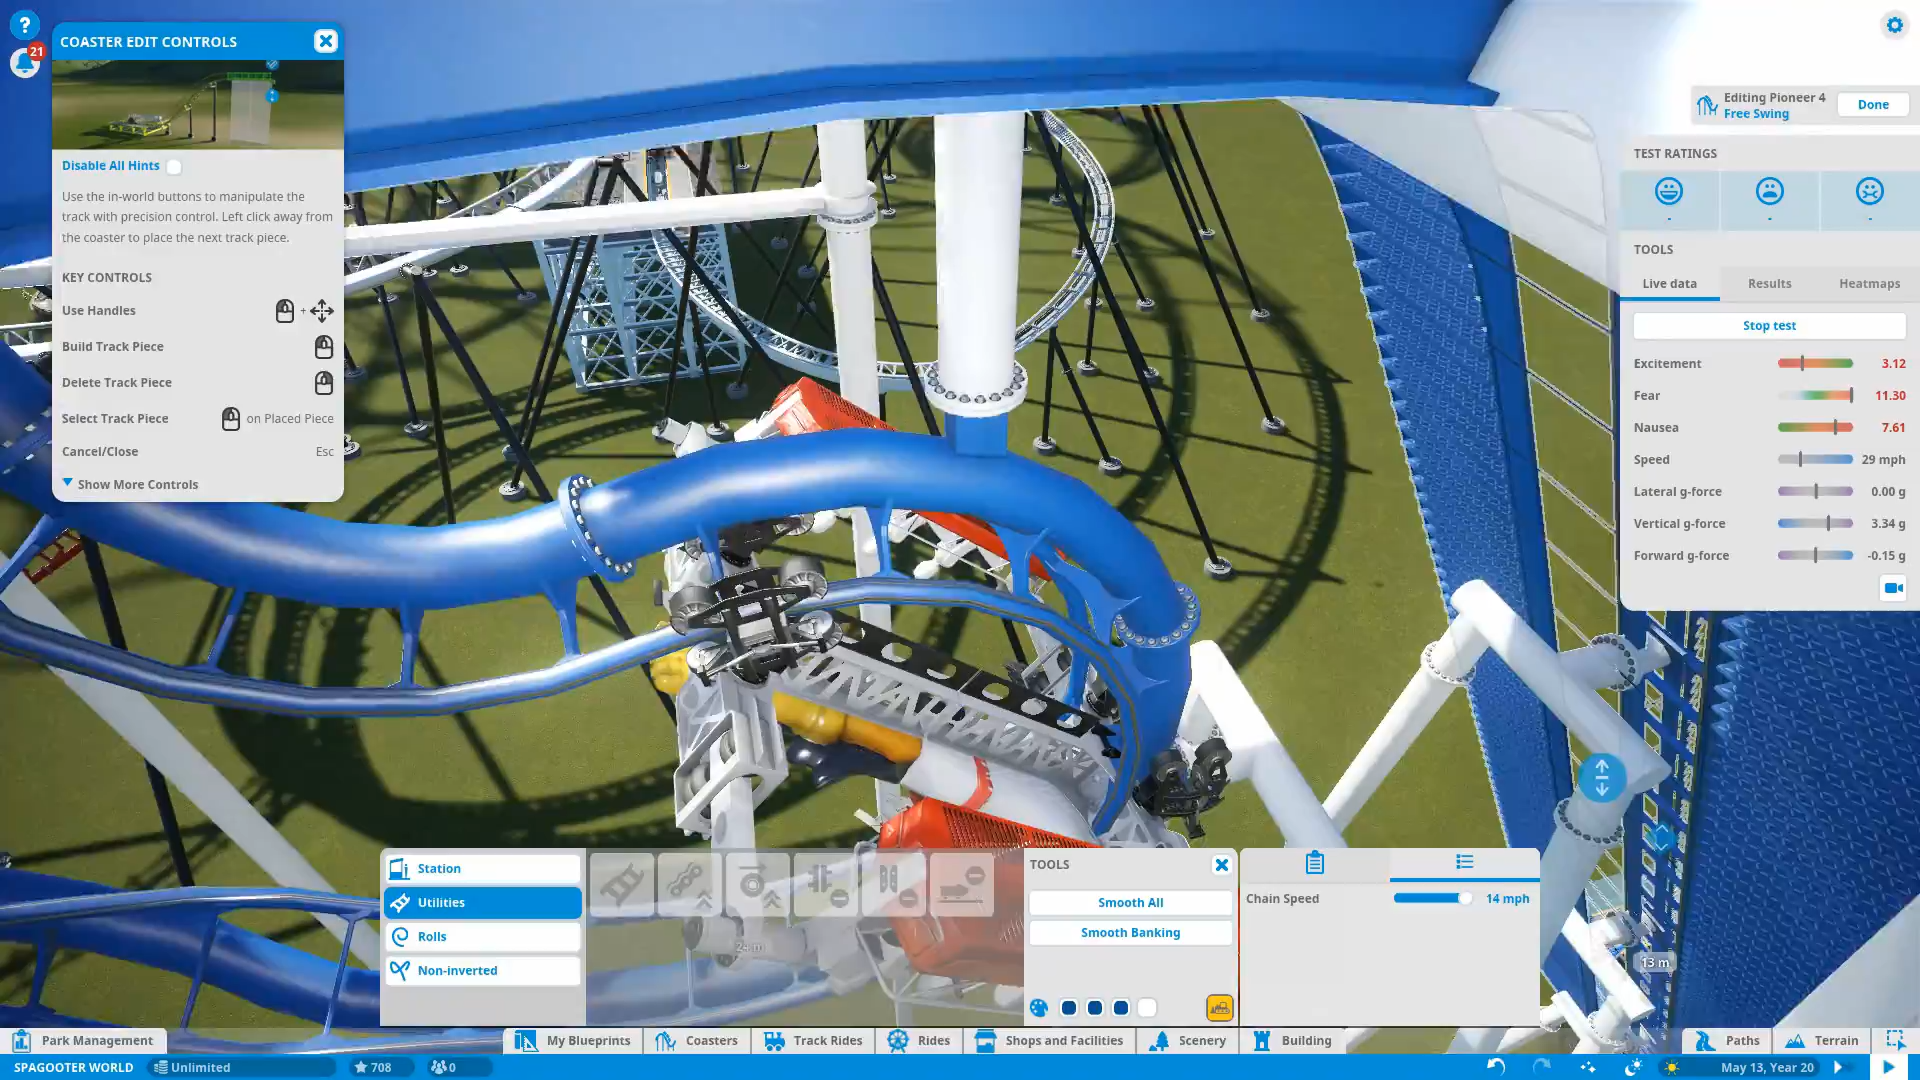 ?
21
COASTER EDIT CONTROLS
Disable All Hints
Use the in-world buttons to manipulate the
track with precision control. Left click away from
the coaster to place the next track piece.
KEY CONTROLS
Use Handles +
Build Track Piece
Delete Track Piece
Select Track Piece on Placed Piece
Cancel/Close Esc
Show More Controls
Editing Pioneer 4
Free Swing
Done
TEST RATINGS
- - -
TOOLS
Live data Results Heatmaps
Stop test
Excitement 3.12
Fear 11.30
Nausea 7.61
Speed 29 mph
Lateral g-force 0.00 g
Vertical g-force 3.34 g
Forward g-force -0.15 g
Station
Utilities
Rolls
Non-inverted
24 m
TOOLS
Smooth All
Smooth Banking
Chain Speed 14 mph
13 m
Park Management
My Blueprints
Coasters
Track Rides
Rides
Shops and Facilities
Scenery
Building
Paths
Terrain
SPAGOOTER WORLD
Unlimited
708
0
May 13, Year 20